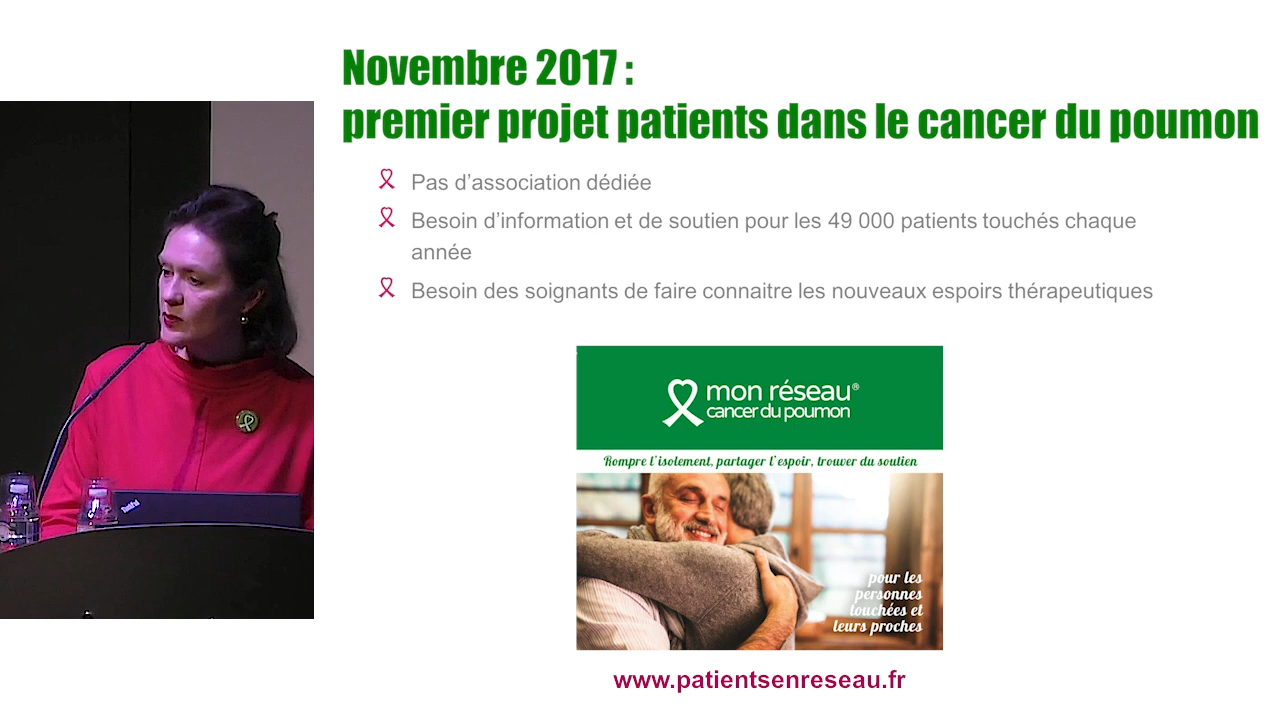 Novembre 2017 :
premier projet patients dans le cancer du poumon
Pas d’association dédiée
Besoin d’information et de soutien pour les 49 000 patients touchés chaque
année
Besoin des soignants de faire connaitre les nouveaux espoirs thérapeutiques
mon réseau®
cancer du poumon
Rompre l'isolement, partager l'espoir, trouver du soutien
pour les
personnes
touchées et
leurs proches
www.patientsenreseau.fr
ThinkPad